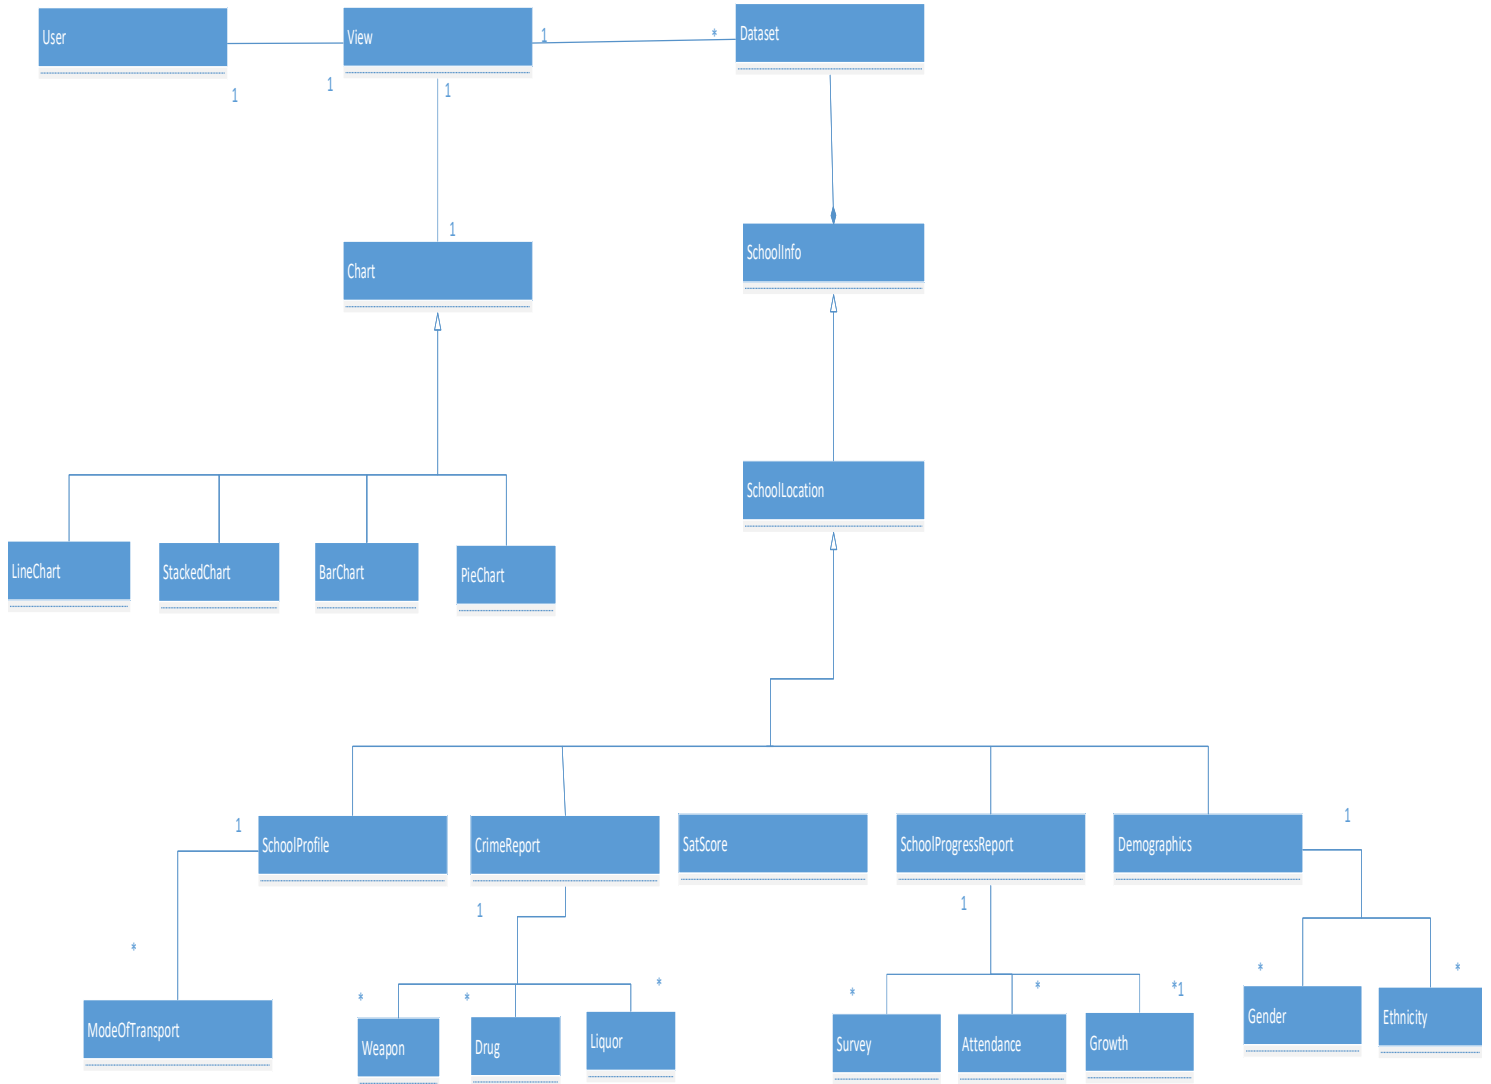 User
View
Dataset
1
*
1
1
1
1
Chart
SchoolInfo
SchoolLocation
LineChart
StackedChart
BarChart
PieChart
1
SchoolProfile
CrimeReport
SatScore
SchoolProgressReport
Demographics
1
1
1
*
*
*
*
*
*
*1
*
*
ModeOfTransport
Weapon
Drug
Liquor
Survey
Attendance
Growth
Gender
Ethnicity